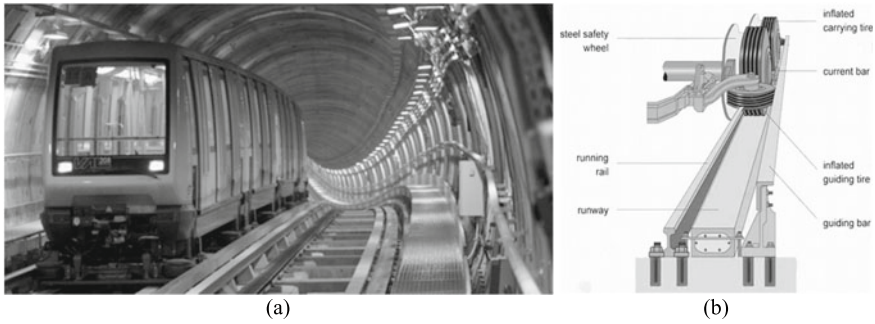 steel safety
wheel
inflated
carrying tire
current bar
running
rail
runway
inflated
guiding tire
guiding bar
(a)
(b)